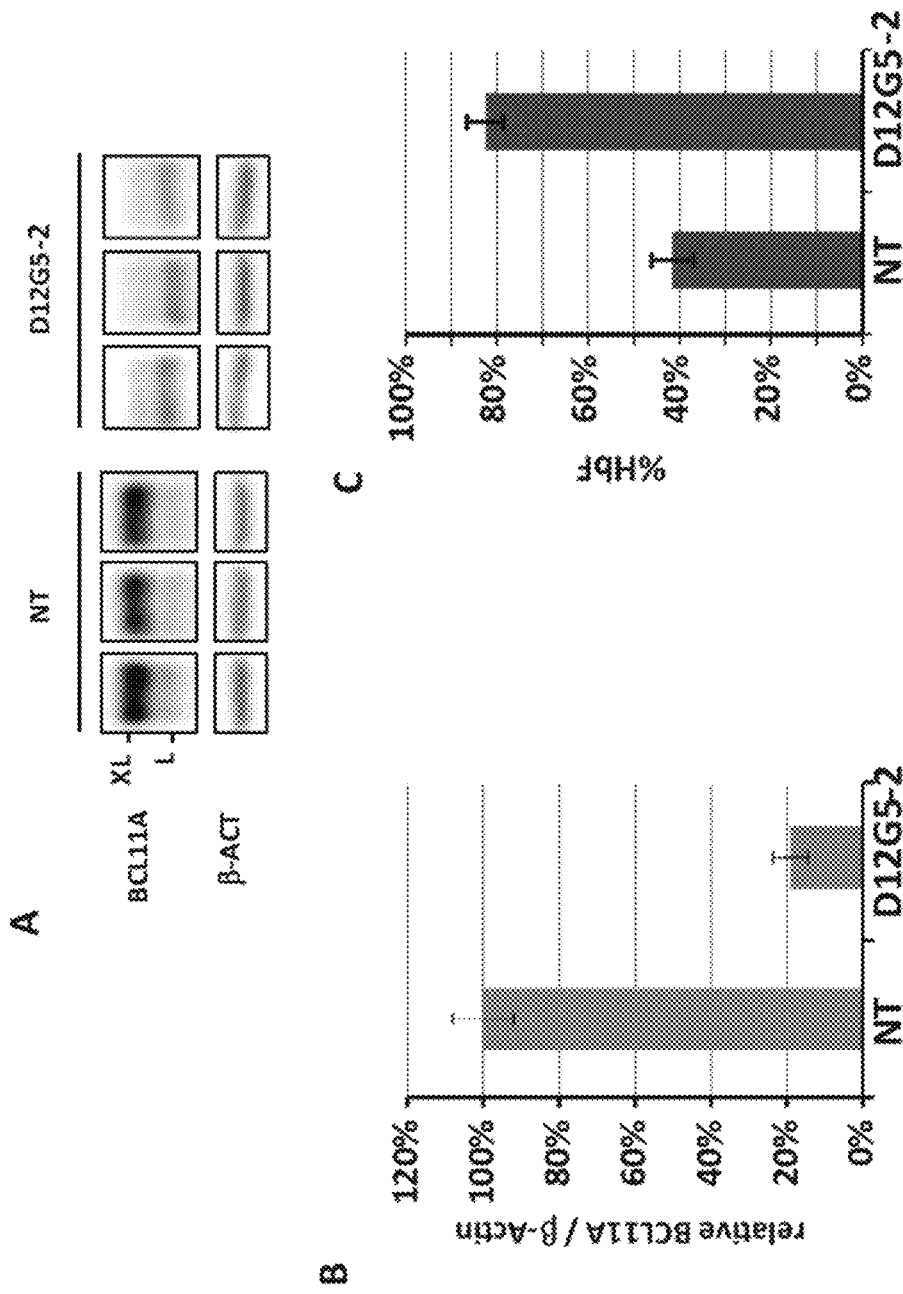 A
NT
D12G5-2
BCL11A
XL
L
β-ACT
B
relative BCL11A / β-Actin
120%
100%
80%
60%
40%
20%
0%
NT
D12G5-2
C
%HbF
100%
80%
60%
40%
20%
0%
NT
D12G5-2